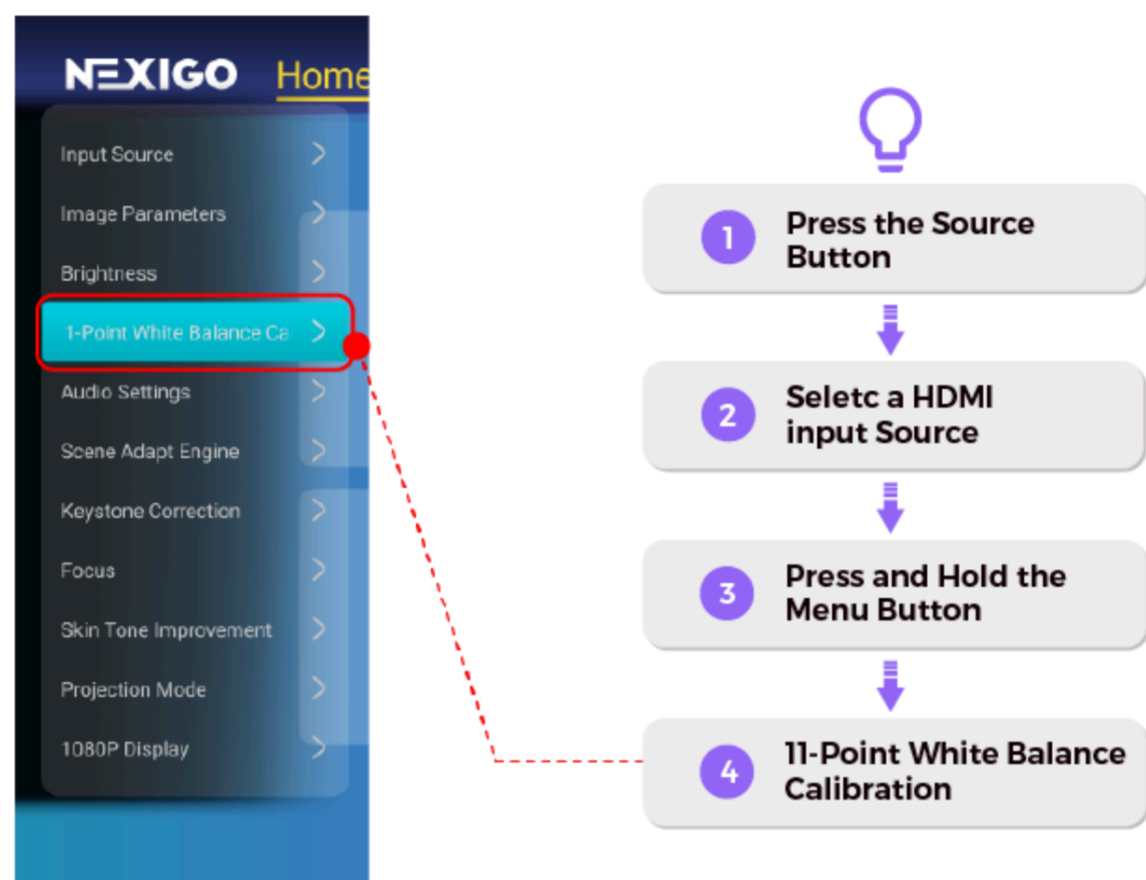 NEXIGO Home
Input Source
Image Parameters
Brightness
1-Point White Balance Ca
Audio Settings
Scene Adapt Engine
Keystone Correction
Focus
Skin Tone Improvement
Projection Mode
1080P Display
1 Press the Source
Button
2 Seletc a HDMI
input Source
3 Press and Hold the
Menu Button
4 11-Point White Balance
Calibration